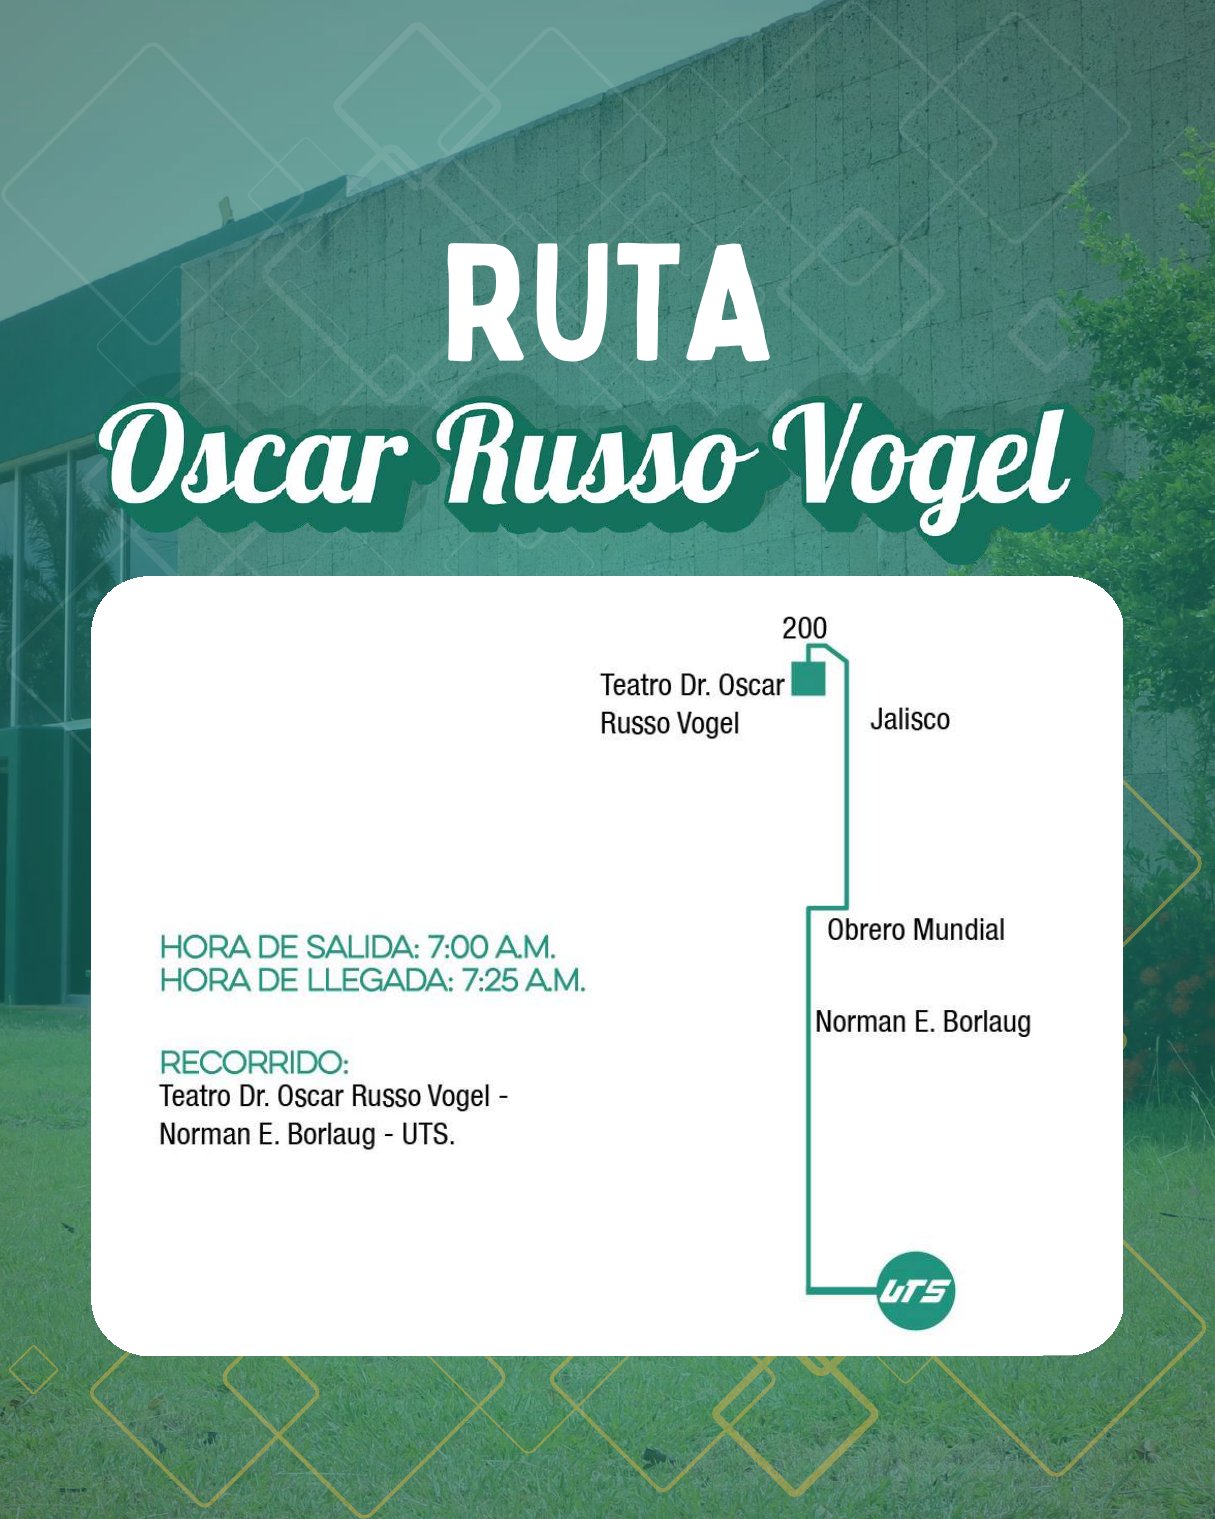 RUTA
Oscar Russo Vogel
200
Teatro Dr. Oscar
Russo Vogel
Jalisco
Obrero Mundial
HORA DE SALIDA: 7:00 A.M.
HORA DE LLEGADA: 7:25 A.M.
Norman E. Borlaug
RECORRIDO:
Teatro Dr. Oscar Russo Vogel -
Norman E. Borlaug - UTS.
UTS